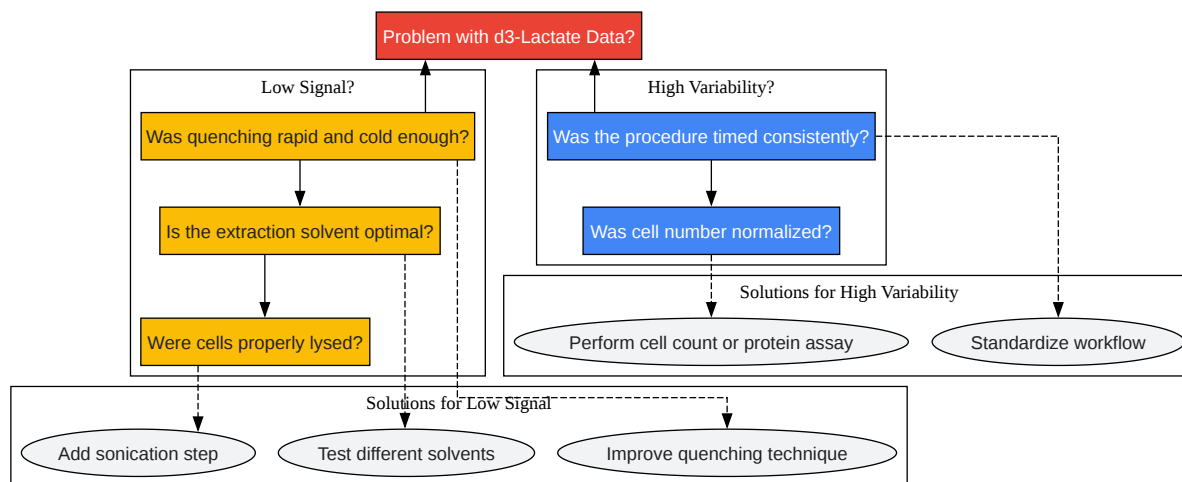 Problem with d3-Lactate Data?
Low Signal?
High Variability?
Was quenching rapid and cold enough?
Was the procedure timed consistently?
Is the extraction solvent optimal?
Was cell number normalized?
Solutions for High Variability
Were cells properly lysed?
Perform cell count or protein assay
Standardize workflow
Solutions for Low Signal
Add sonication step
Test different solvents
Improve quenching technique